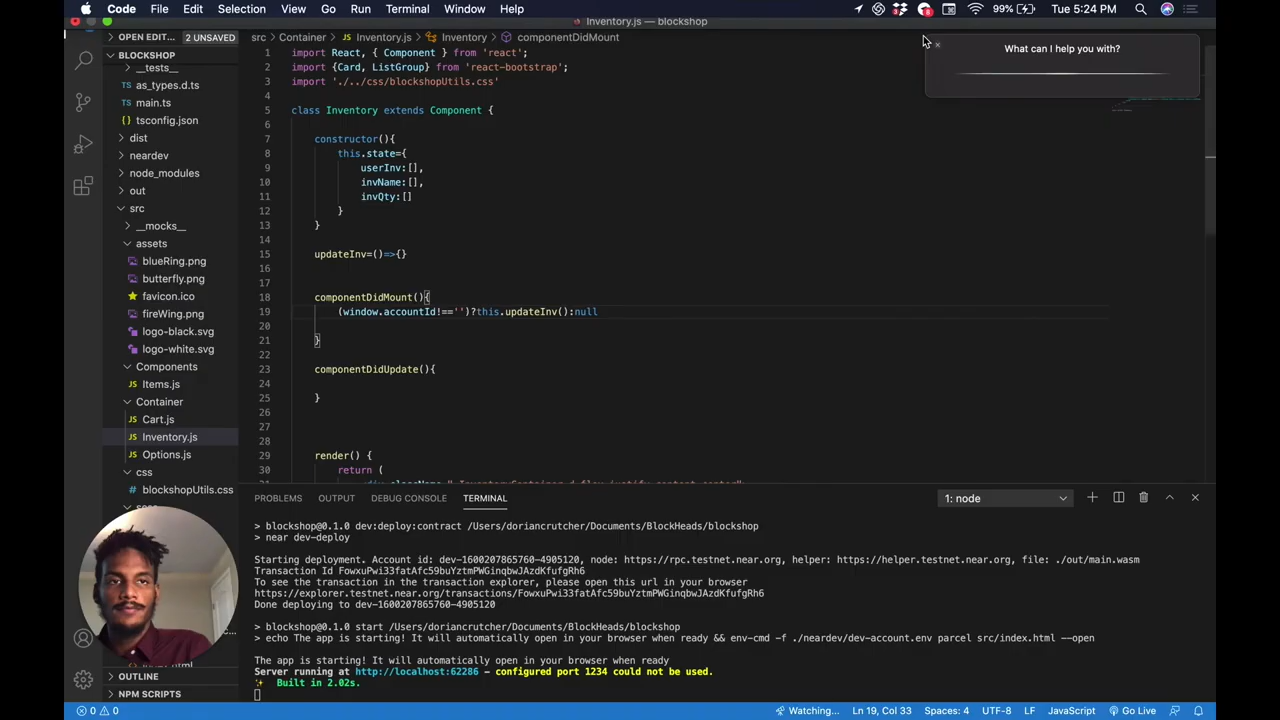 Code File Edit Selection View Go Run Terminal Window Help 8 99% Tue 5:24 PM
Inventory.js — blockshop
What can I help you with?
OPEN EDIT... 2 UNSAVED
BLOCKSHOP
__tests__
as_types.d.ts
main.ts
tsconfig.json
dist
neardev
node_modules
out
src
__mocks__
assets
blueRing.png
butterfly.png
favicon.ico
fireWing.png
logo-black.svg
logo-white.svg
Components
Items.js
Container
Cart.js
Inventory.js
Options.js
css
blockshopUtils.css
OUTLINE
NPM SCRIPTS
src > Container > JS Inventory.js > Inventory > componentDidMount
1 import React, { Component } from 'react';
2 import {Card, ListGroup} from 'react-bootstrap';
3 import './../css/blockshopUtils.css'
4
5 class Inventory extends Component {
6
7 constructor(){
8 this.state={
9 userInv:[],
10 invName:[],
11 invQty:[]
12 }
13 }
14
15 updateInv=()=>{}
16
17
18 componentDidMount(){
19 (window.accountId!=='')?this.updateInv():null
20
21 }
22
23 componentDidUpdate(){
24
25 }
26
27
28
29 render() {
30 return (
PROBLEMS OUTPUT DEBUG CONSOLE TERMINAL 1: node
> blockshop@0.1.0 dev:deploy:contract /Users/doriancrutcher/Documents/BlockHeads/blockshop
> near dev-deploy
Starting deployment. Account id: dev-1600207865760-4905120, node: https://rpc.testnet.near.org, helper: https://helper.testnet.near.org, file: ./out/main.wasm
Transaction Id FowxuPwi33fatAfc59buYztmPWGinqbwJAzdKfufgRh6
To see the transaction in the transaction explorer, please open this url in your browser
https://explorer.testnet.near.org/transactions/FowxuPwi33fatAfc59buYztmPWGinqbwJAzdKfufgRh6
Done deploying to dev-1600207865760-4905120
> blockshop@0.1.0 start /Users/doriancrutcher/Documents/BlockHeads/blockshop
> echo The app is starting! It will automatically open in your browser when ready && env-cmd -f ./neardev/dev-account.env parcel src/index.html --open
The app is starting! It will automatically open in your browser when ready
Server running at http://localhost:62286 - configured port 1234 could not be used.
✨ Built in 2.02s.
0 0 Watching... Ln 19, Col 33 Spaces: 4 UTF-8 LF JavaScript Go Live